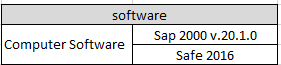 software
Computer Software
Sap 2000 v.20.1.0
Safe 2016